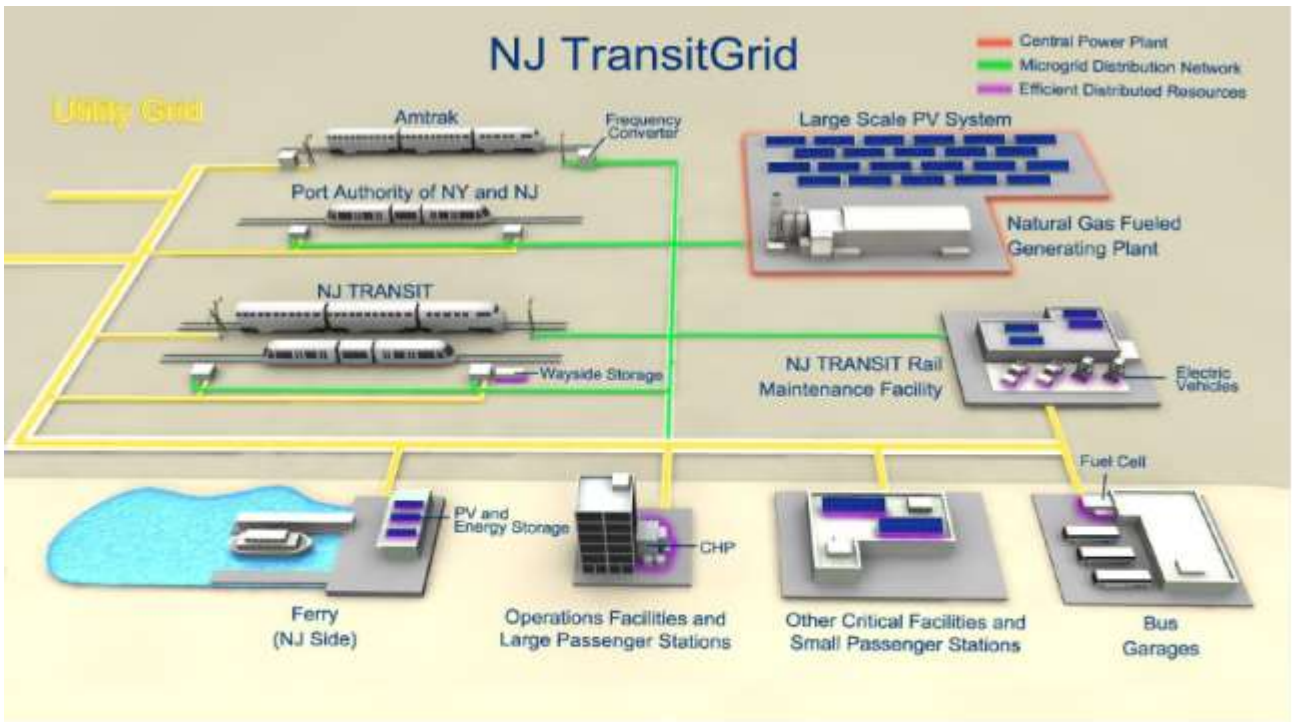 NJ TransitGrid
Central Power Plant
Microgrid Distribution Network
Efficient Distributed Resources
Utility Grid
Amtrak
Frequency
Converter
Large Scale PV System
Port Authority of NY and NJ
Natural Gas Fueled
Generating Plant
NJ TRANSIT
Wayside Storage
NJ TRANSIT Rail
Maintenance Facility
Electric
Vehicles
Fuel Cell
PV and
Energy Storage
CHP
Ferry
(NJ Side)
Operations Facilities and
Large Passenger Stations
Other Critical Facilities and
Small Passenger Stations
Bus
Garages